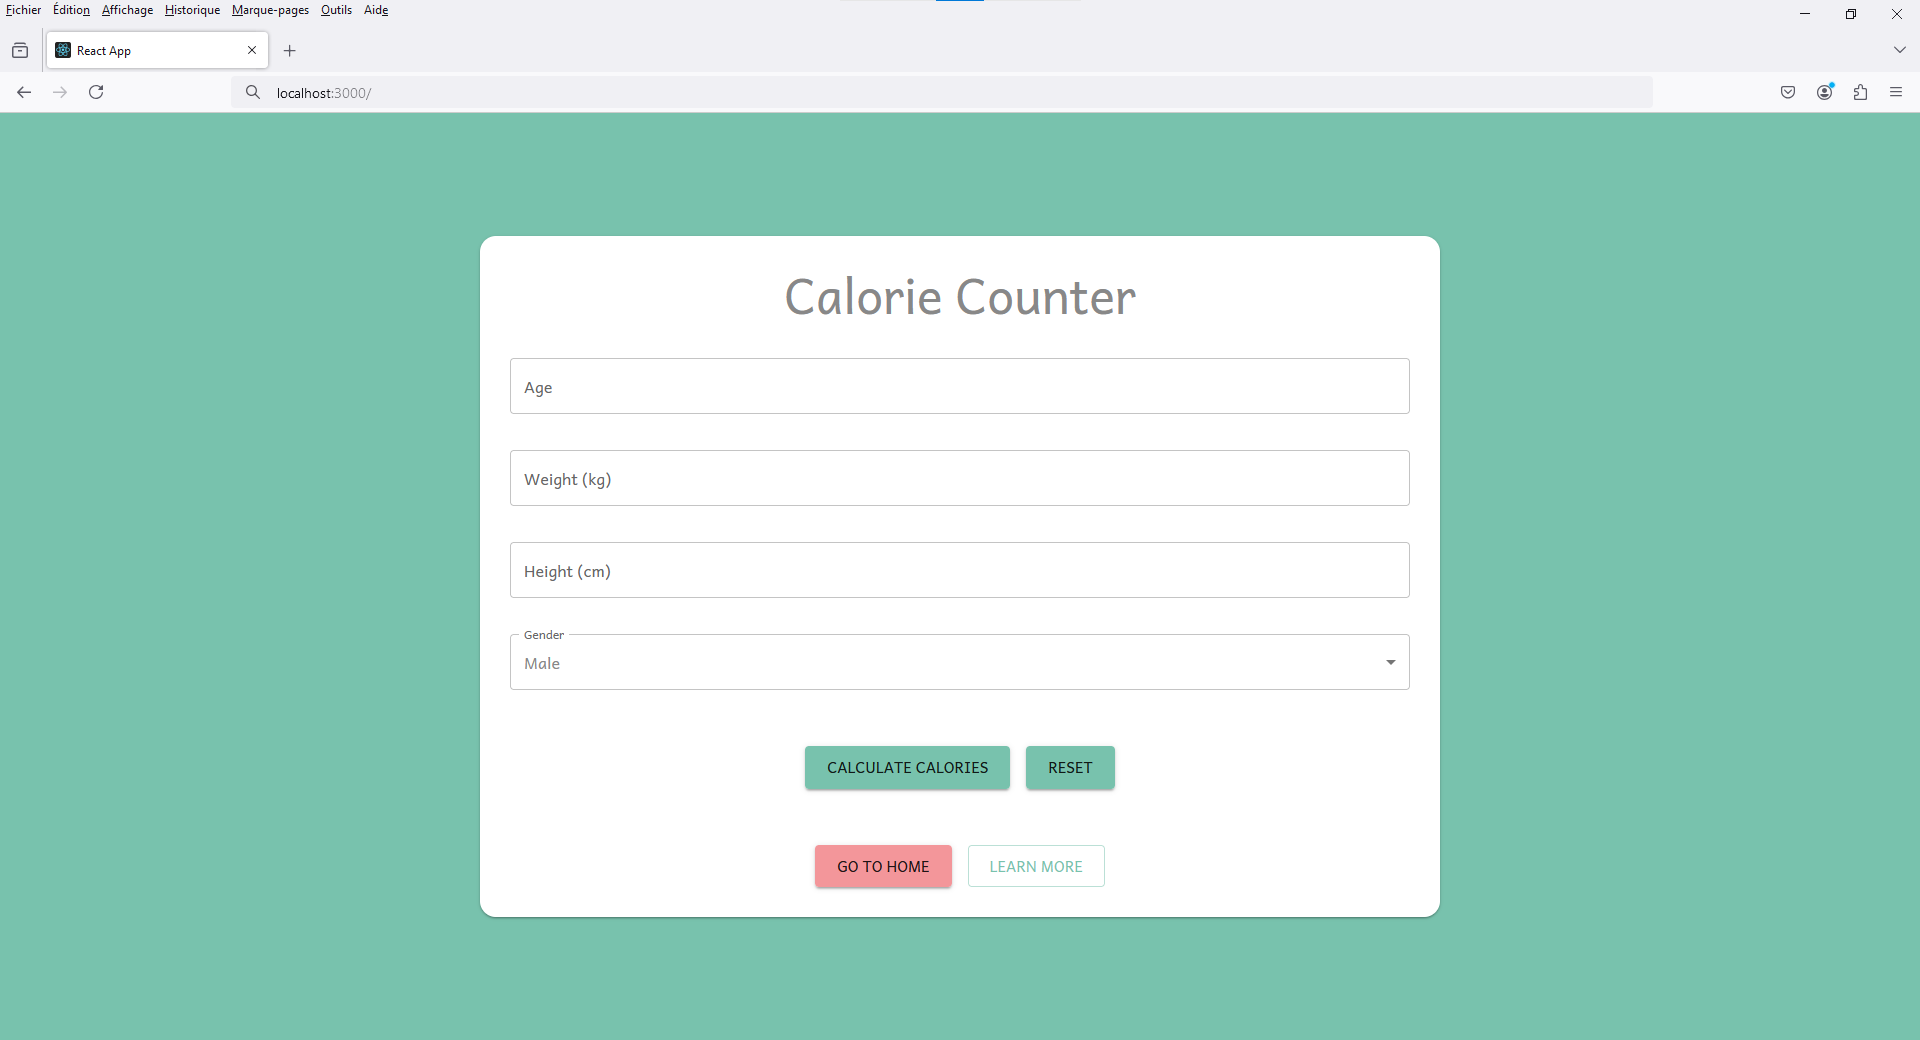 Fichier Édition Affichage Historique Marque-pages Outils Aide
React App
localhost:3000/
Calorie Counter
Age
Weight (kg)
Height (cm)
Gender
Male
CALCULATE CALORIES RESET
GO TO HOME LEARN MORE